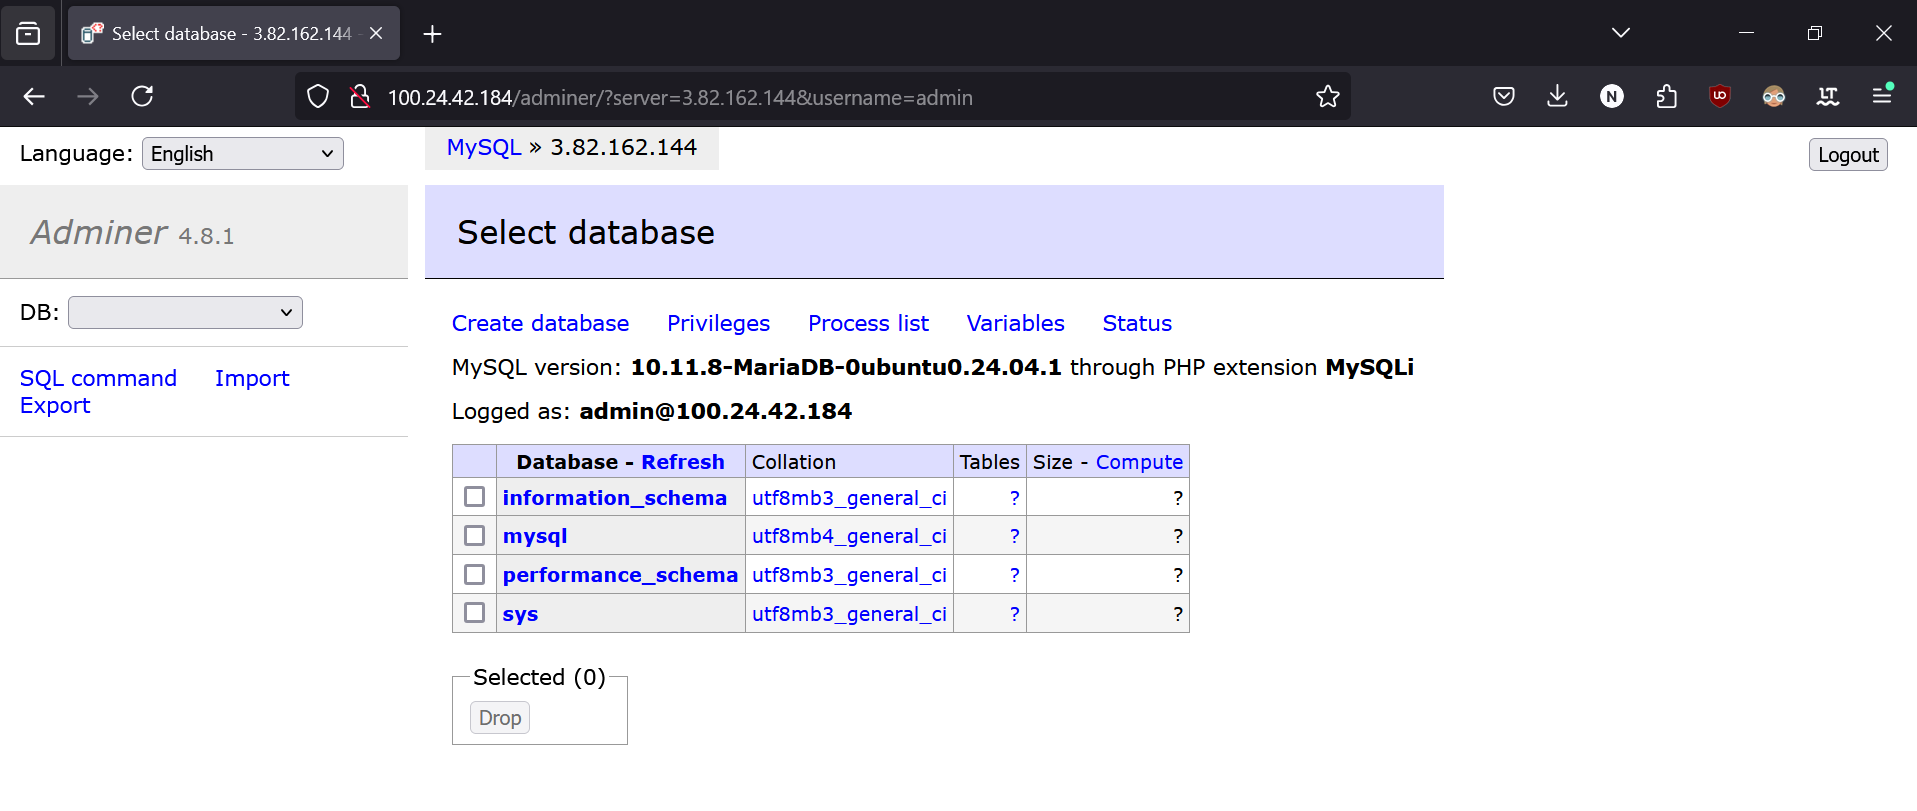 Select database - 3.82.162.144 -
100.24.42.184/adminer/?server=3.82.162.144&username=admin
N
LT
Language: English
MySQL » 3.82.162.144
Logout
Adminer 4.8.1
Select database
DB:
SQL command Import
Export
Create database Privileges Process list Variables Status
MySQL version: 10.11.8-MariaDB-0ubuntu0.24.04.1 through PHP extension MySQLi
Logged as: admin@100.24.42.184
Database - Refresh Collation Tables Size - Compute
information_schema utf8mb3_general_ci ? ?
mysql utf8mb4_general_ci ? ?
performance_schema utf8mb3_general_ci ? ?
sys utf8mb3_general_ci ? ?
Selected (0)
Drop